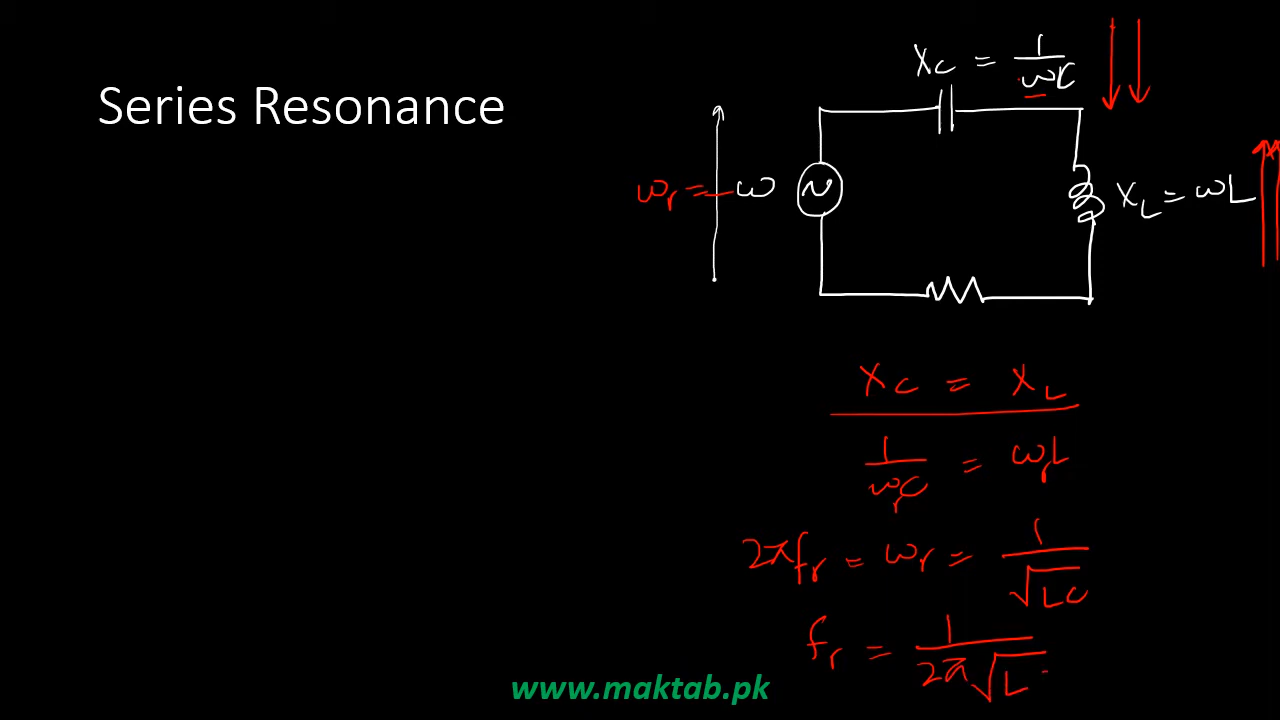 Series Resonance
Xc = 1/ωC
ωr = ω
XL = ωL
Xc = XL
1/ωrC = ωrL
2πfr = ωr = 1/√LC
fr = 1/2π√L
www.maktab.pk